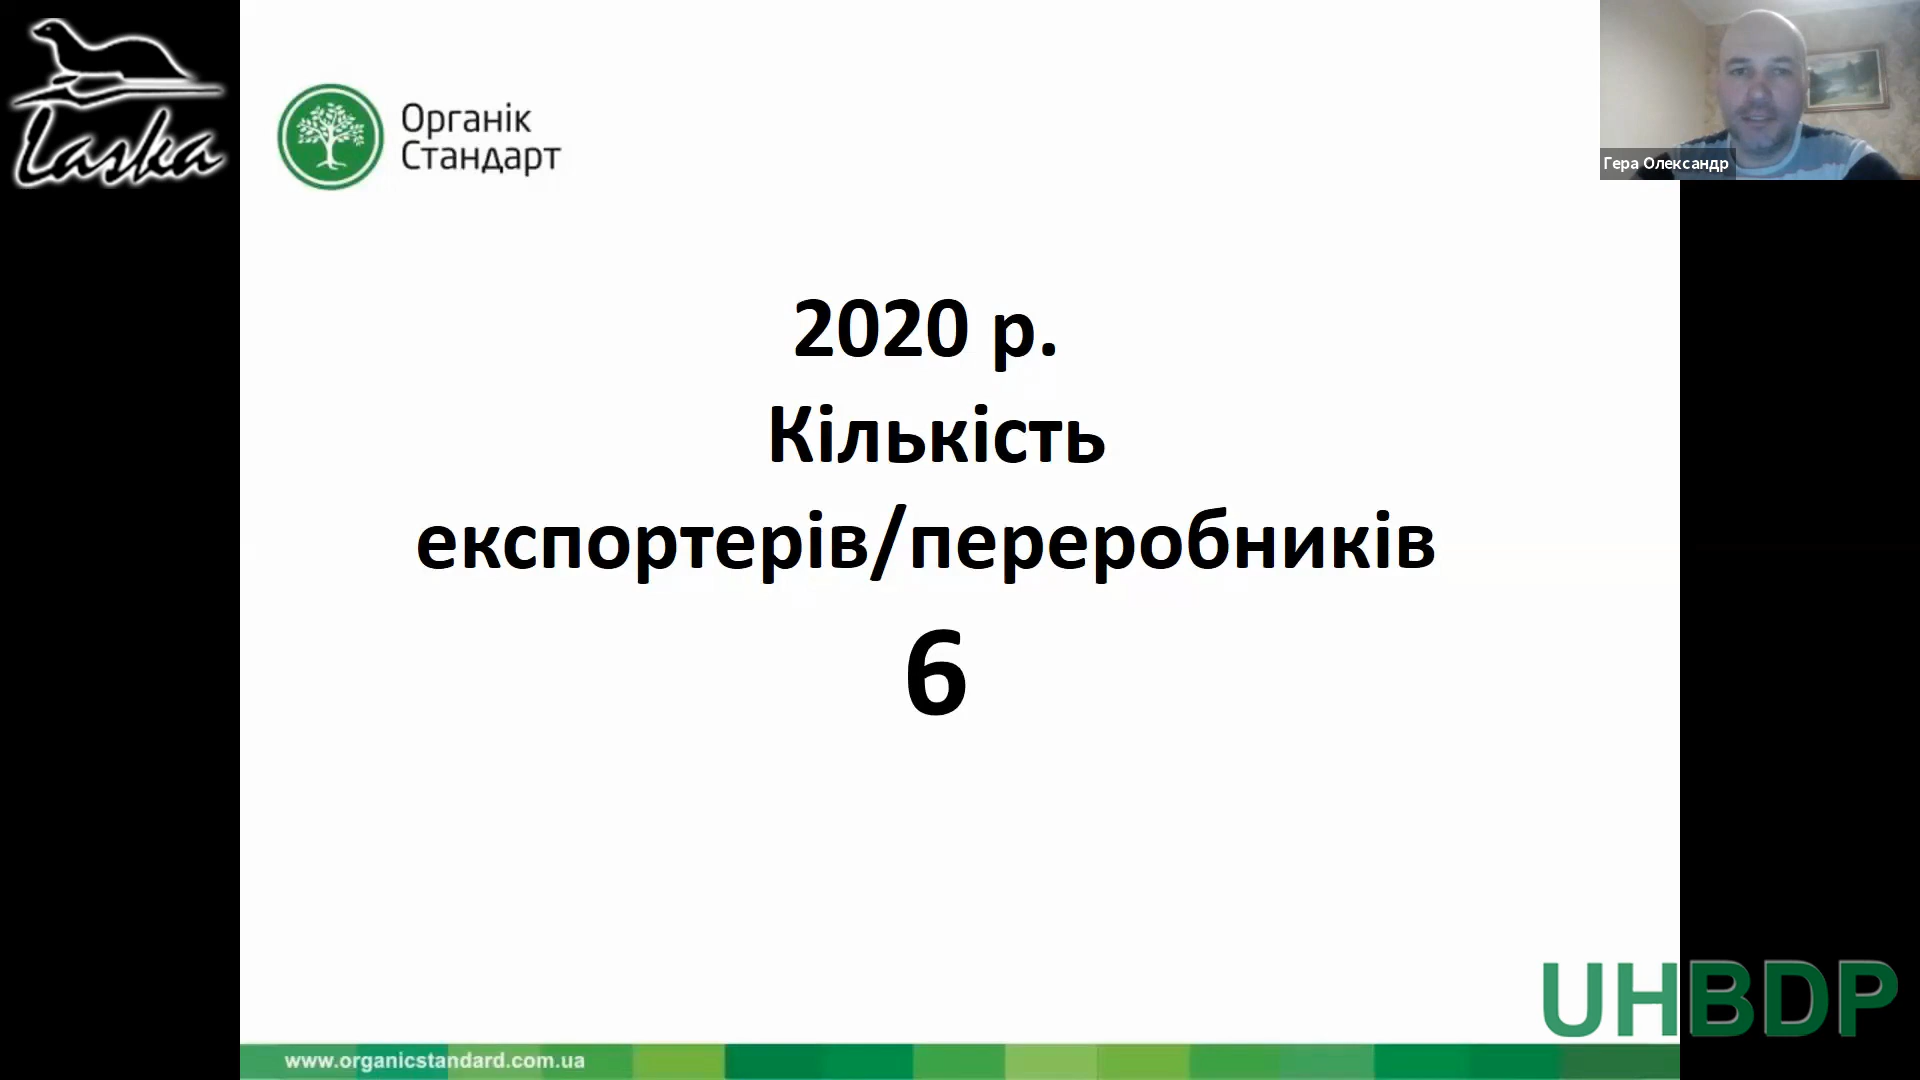 Laska
Органік
Стандарт
Гера Олександр
2020 р.
Кількість
експортерів/переробників
6
UHBDP
www.organicstandard.com.ua